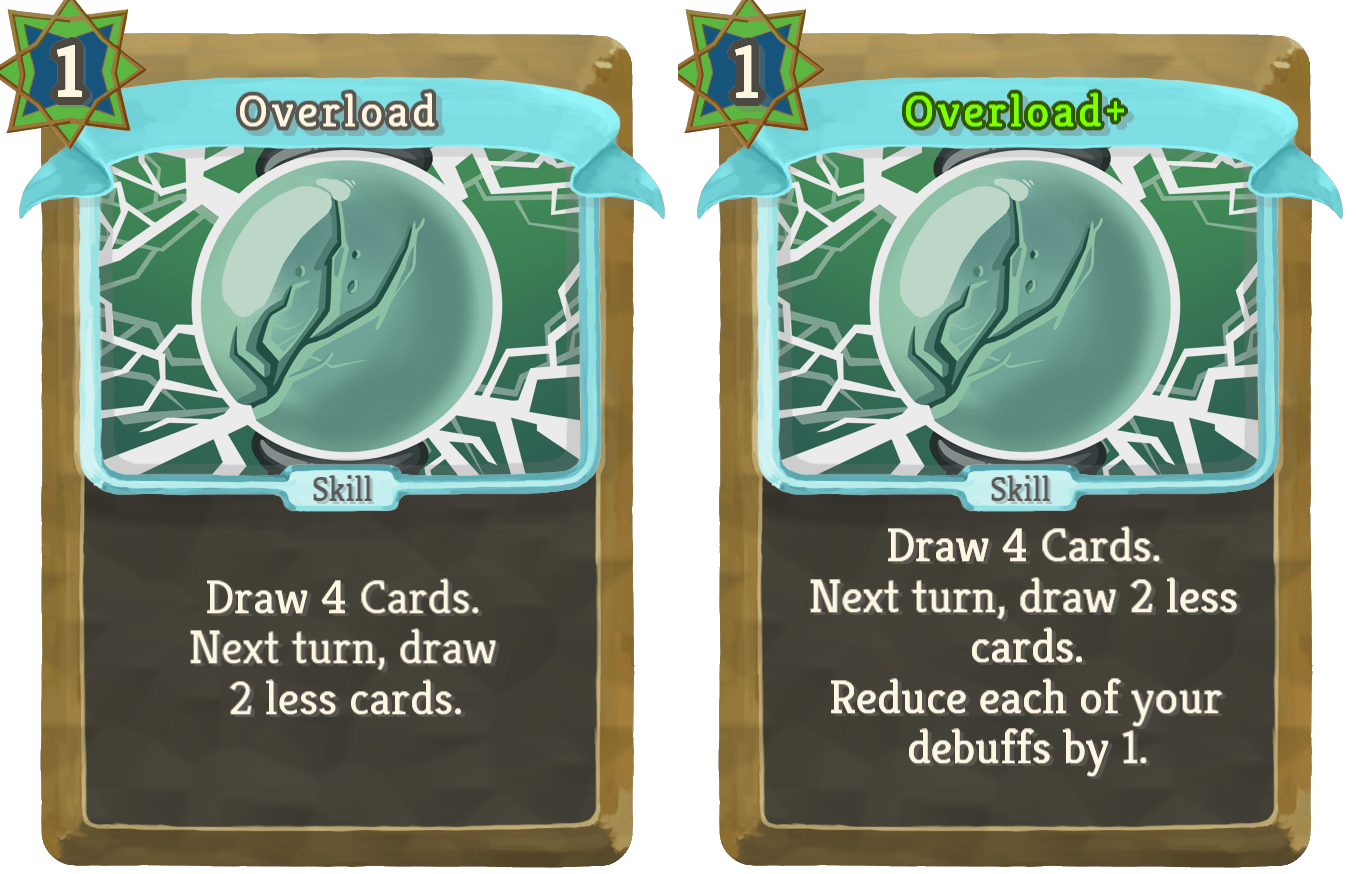 1
Overload
Skill
Draw 4 Cards.
Next turn, draw
2 less cards.
1
Overload+
Skill
Draw 4 Cards.
Next turn, draw 2 less
cards.
Reduce each of your
debuffs by 1.